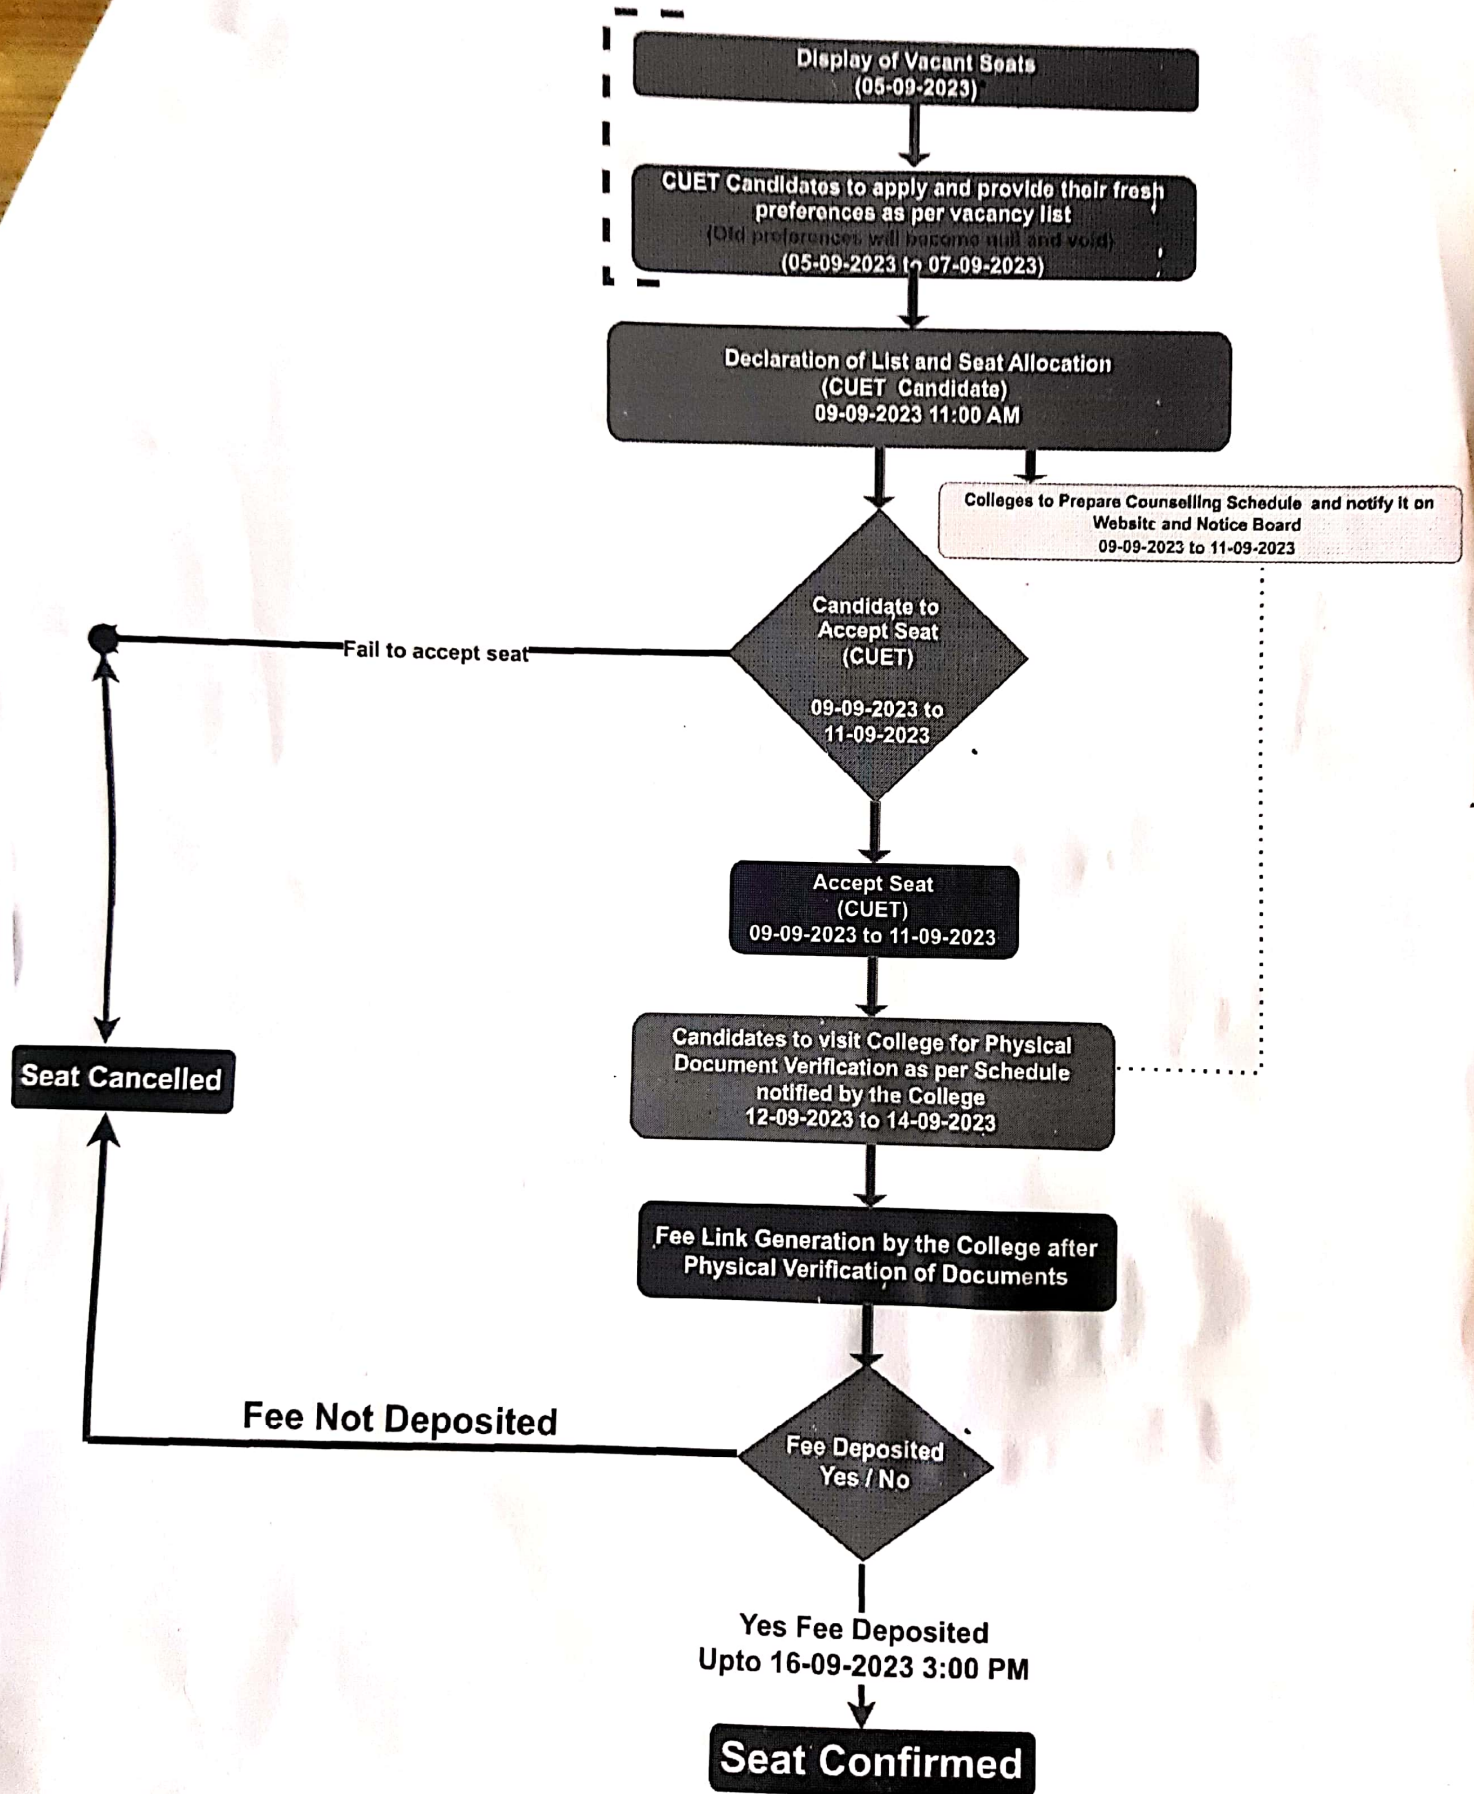 Display of Vacant Seats
(05-09-2023)
CUET Candidates to apply and provide their fresh
preferences as per vacancy list
(Old preferences will become null and void)
(05-09-2023 to 07-09-2023)
Declaration of List and Seat Allocation
(CUET Candidate)
09-09-2023 11:00 AM
Colleges to Prepare Counselling Schedule and notify it on
Website and Notice Board
09-09-2023 to 11-09-2023
Candidate to
Accept Seat
(CUET)
09-09-2023 to
11-09-2023
Fail to accept seat
Accept Seat
(CUET)
09-09-2023 to 11-09-2023
Candidates to visit College for Physical
Document Verification as per Schedule
notified by the College
12-09-2023 to 14-09-2023
Seat Cancelled
Fee Link Generation by the College after
Physical Verification of Documents
Fee Not Deposited
Fee Deposited
Yes / No
Yes Fee Deposited
Upto 16-09-2023 3:00 PM
Seat Confirmed